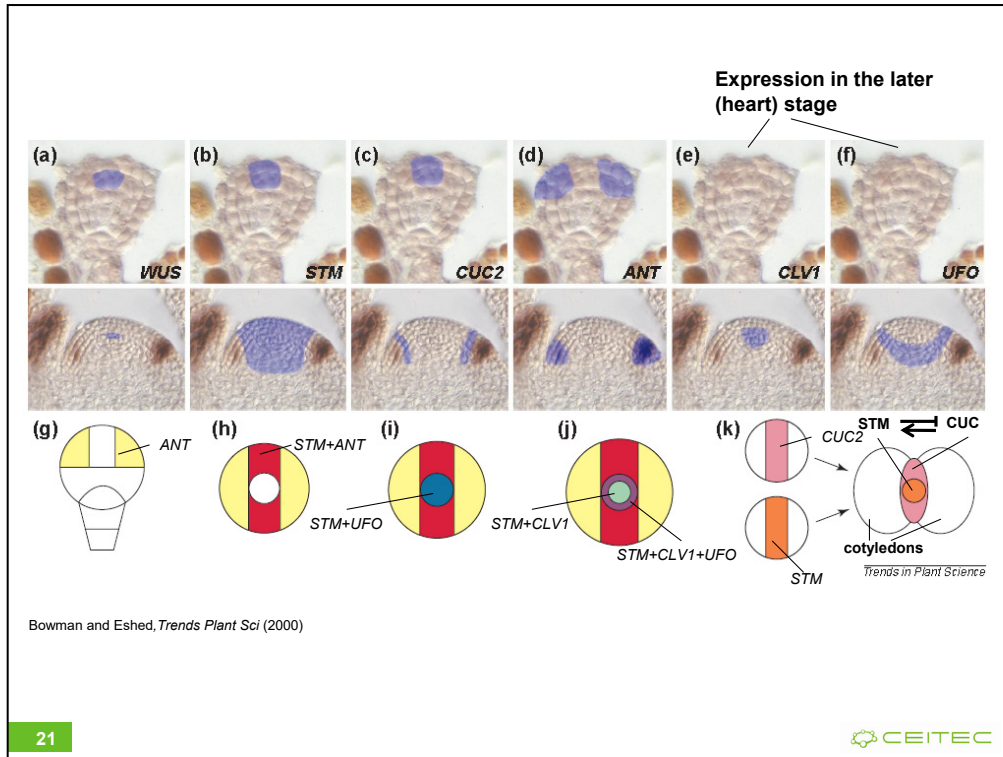 Expression in the later
(heart) stage
(a) (b) (c) (d) (e) (f)
WUS STM CUC2 ANT CLV1 UFO
(g) ANT
(h) STM+ANT
(i) STM+UFO
(j) STM+CLV1
STM+CLV1+UFO
(k) CUC2
STM CUC
STM
cotyledons
Trends in Plant Science
Bowman and Eshed, Trends Plant Sci (2000)
21
CEITEC